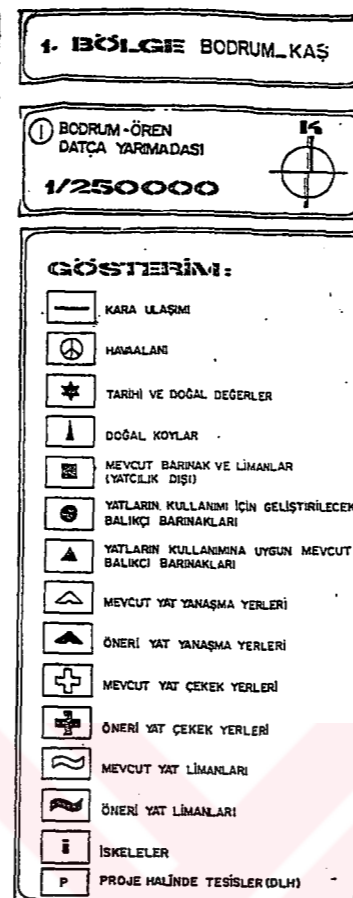 1. BÖLGE BODRUM_KAŞ
1 BODRUM-ÖREN
DATÇA YARIMADASI
K
1/250000
GÖSTERİM:
KARA ULAŞIMI
HAVAALANI
TARİHİ VE DOĞAL DEĞERLER
DOĞAL KOYLAR
MEVCUT BARINAK VE LİMANLAR
(YATCILIK DIŞI)
YATLARIN KULLANIMI İÇİN GELİŞTİRİLECEK
BALIKÇI BARINAKLARI
YATLARIN KULLANIMINA UYGUN MEVCUT
BALIKCI BARINAKLARI
MEVCUT YAT YANAŞMA YERLERİ
ÖNERİ YAT YANAŞMA YERLERİ
MEVCUT YAT ÇEKEK YERLERİ
ÖNERİ YAT ÇEKEK YERLERİ
MEVCUT YAT LİMANLARI
ÖNERİ YAT LİMANLARI
İSKELELER
P PROJE HALİNDE TESİSLER (DLH)